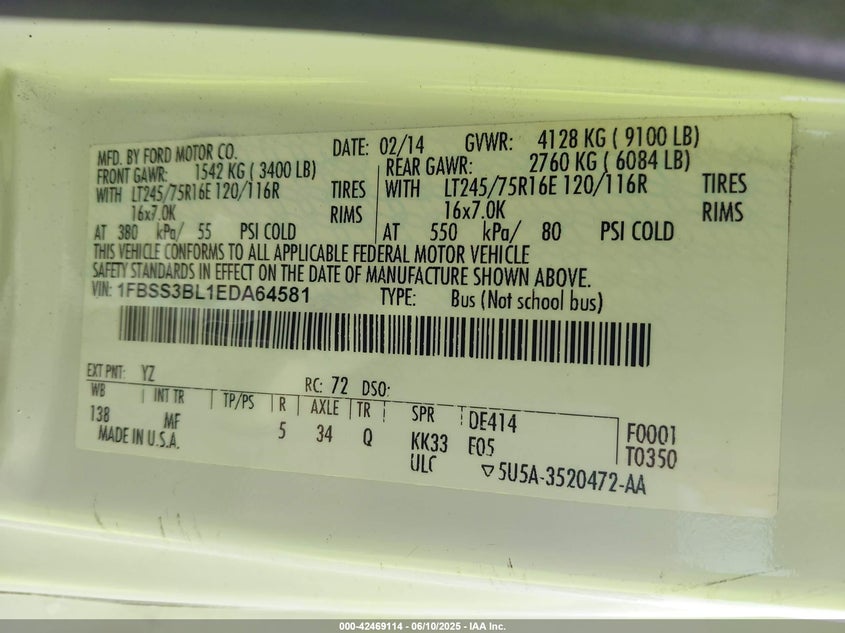 MFD. BY FORD MOTOR CO. DATE: 02/14 GVWR: 4128 KG ( 9100 LB)
FRONT GAWR: 1542 KG ( 3400 LB) REAR GAWR: 2760 KG ( 6084 LB)
WITH LT245/75R16E 120/116R TIRES WITH LT245/75R16E 120/116R TIRES
16x7.0K RIMS 16x7.0K RIMS
AT 380 kPa/ 55 PSI COLD AT 550 kPa/ 80 PSI COLD
THIS VEHICLE CONFORMS TO ALL APPLICABLE FEDERAL MOTOR VEHICLE
SAFETY STANDARDS IN EFFECT ON THE DATE OF MANUFACTURE SHOWN ABOVE.
VIN: 1FBSS3BL1EDA64581 TYPE: Bus (Not school bus)
EXT PNT: YZ RC: 72 DSO:
WB INT TR TP/PS R AXLE TR SPR DE414 F0001
138 MF 5 34 Q KK33 E05 T0350
MADE IN U.S.A. ULC 5U5A-3520472-AA
000-42469114 - 06/10/2025 - IAA Inc.